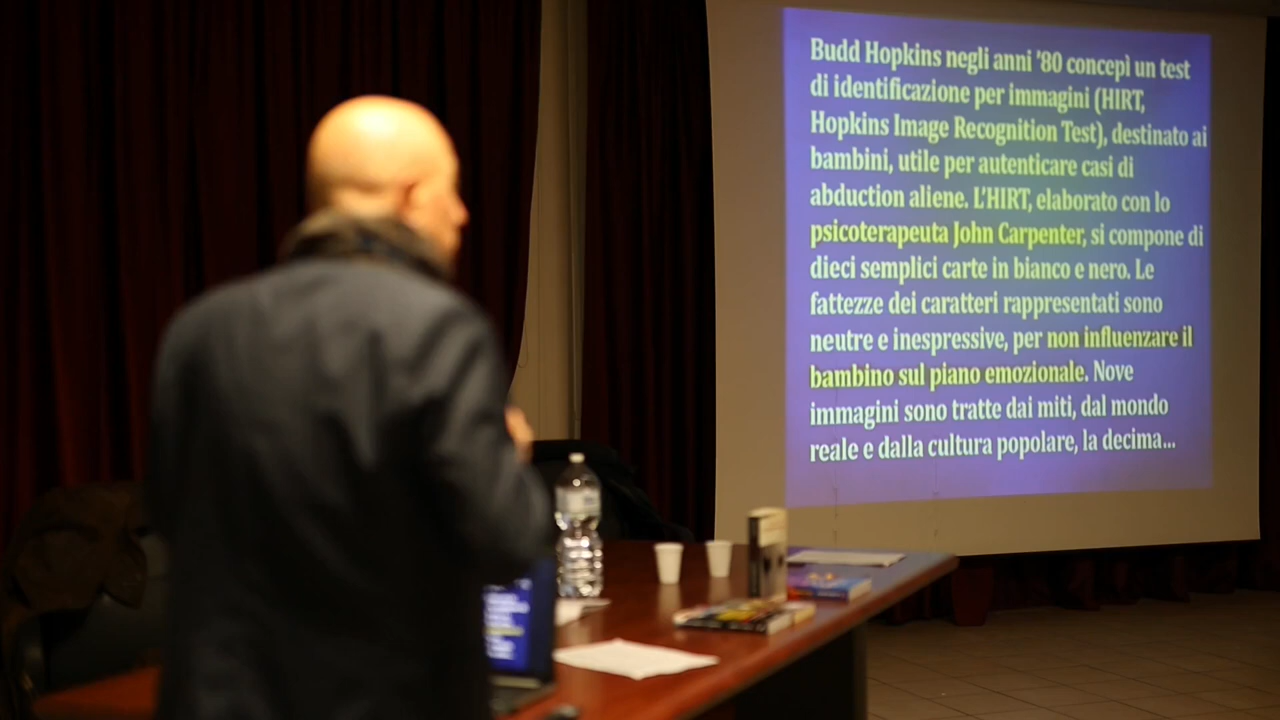 Budd Hopkins negli anni '80 concepì un test
di identificazione per immagini (HIRT,
Hopkins Image Recognition Test), destinato ai
bambini, utile per autenticare casi di
abduction aliene. L'HIRT, elaborato con lo
psicoterapeuta John Carpenter, si compone di
dieci semplici carte in bianco e nero. Le
fattezze dei caratteri rappresentati sono
neutre e inespressive, per non influenzare il
bambino sul piano emozionale. Nove
immagini sono tratte dai miti, dal mondo
reale e dalla cultura popolare, la decima...